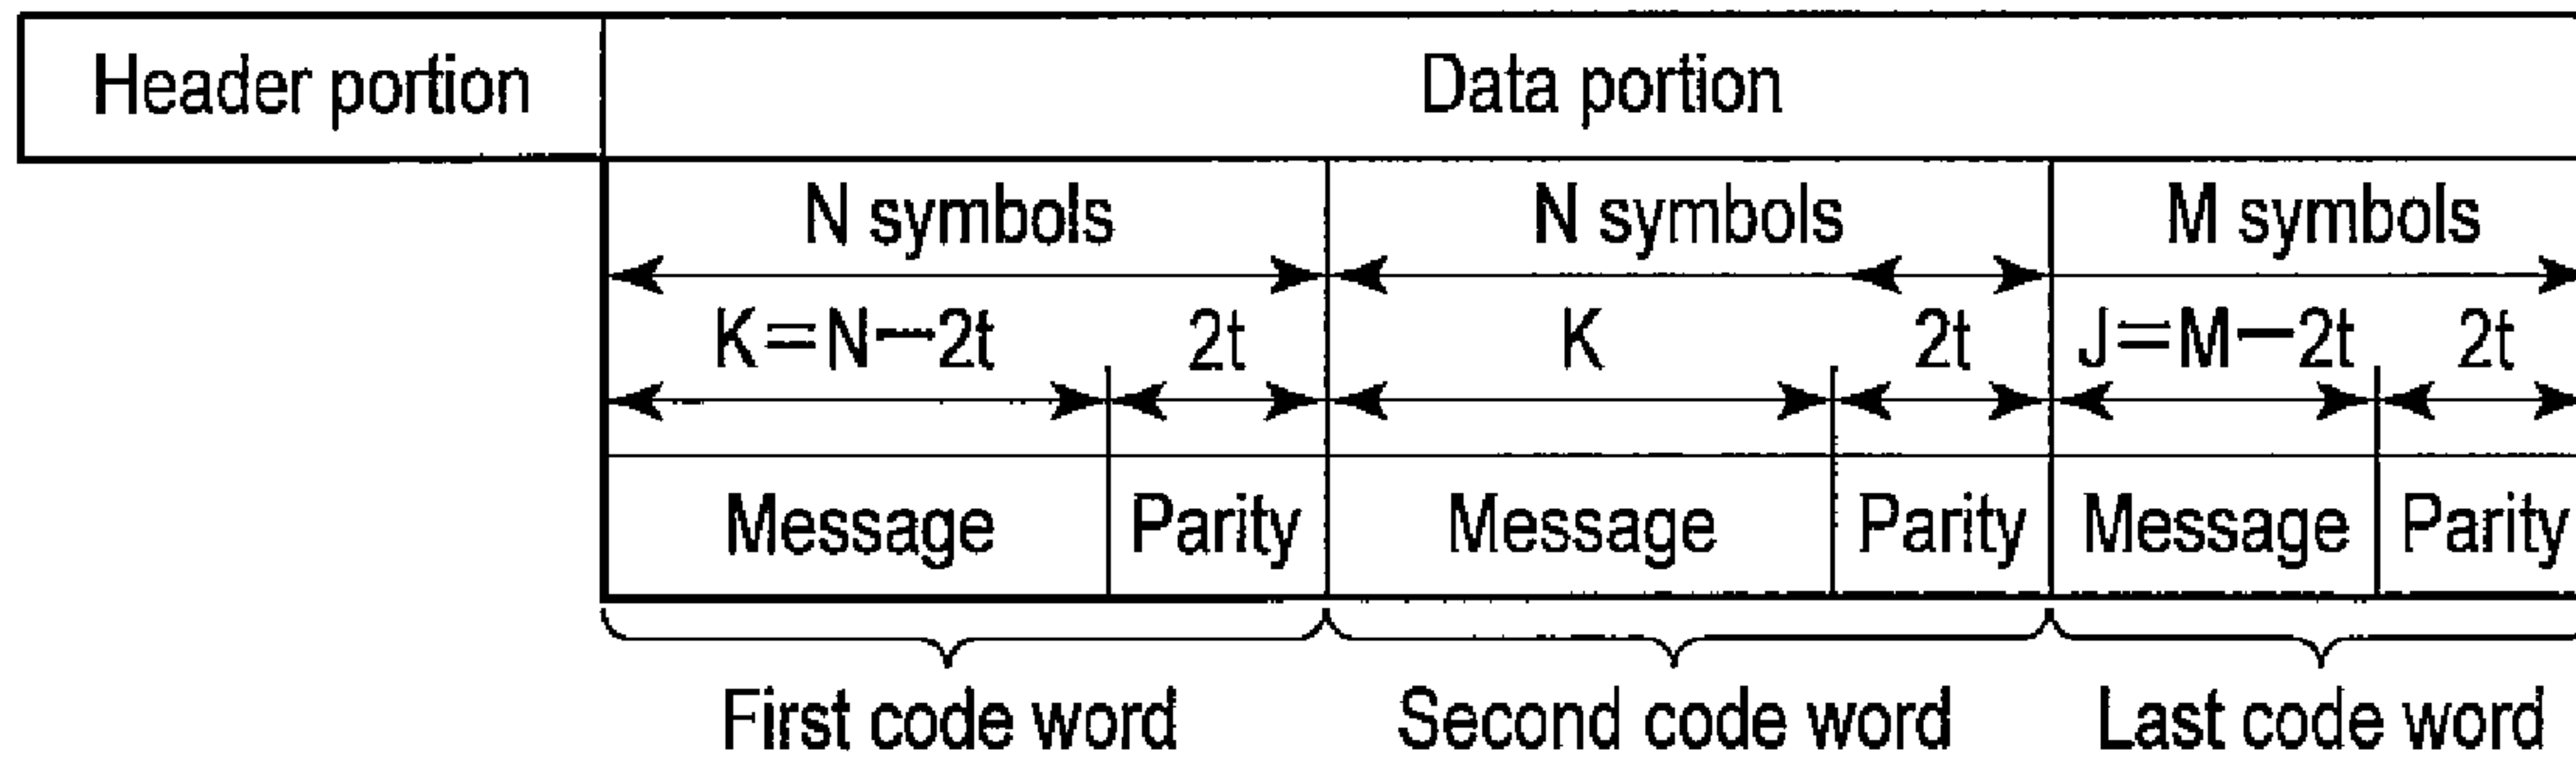 Header portion Data portion
N symbols N symbols M symbols
K=N−2t 2t K 2t J=M−2t 2t
Message Parity Message Parity Message Parity
First code word Second code word Last code word